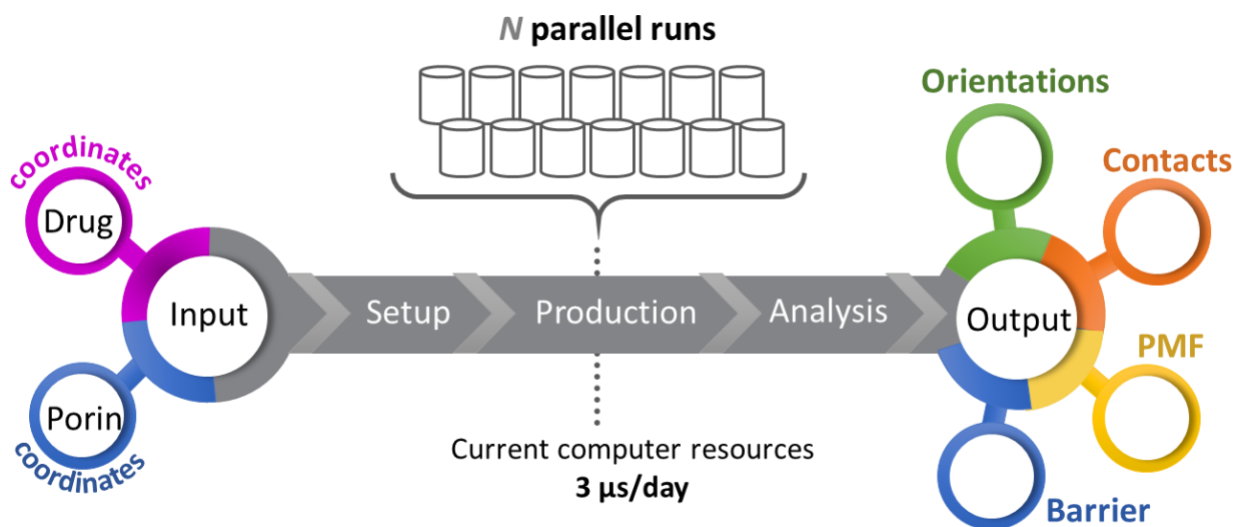 N parallel runs
coordinates
Drug
Input
Porin
coordinates
Setup
Production
Analysis
Current computer resources
3 µs/day
Output
Orientations
Contacts
PMF
Barrier